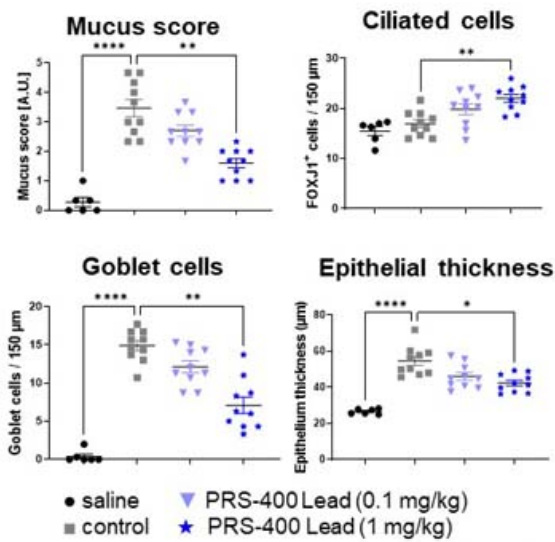 Mucus score
**** **
Mucus score [A.U.]
5
4
3
2
1
0
Ciliated cells
**
FOXJ1+ cells / 150 µm
30
20
10
0
Goblet cells
**** **
Goblet cells / 150 µm
20
15
10
5
0
Epithelial thickness
**** *
Epithelium thickness (µm)
80
60
40
20
0
saline PRS-400 Lead (0.1 mg/kg)
control PRS-400 Lead (1 mg/kg)